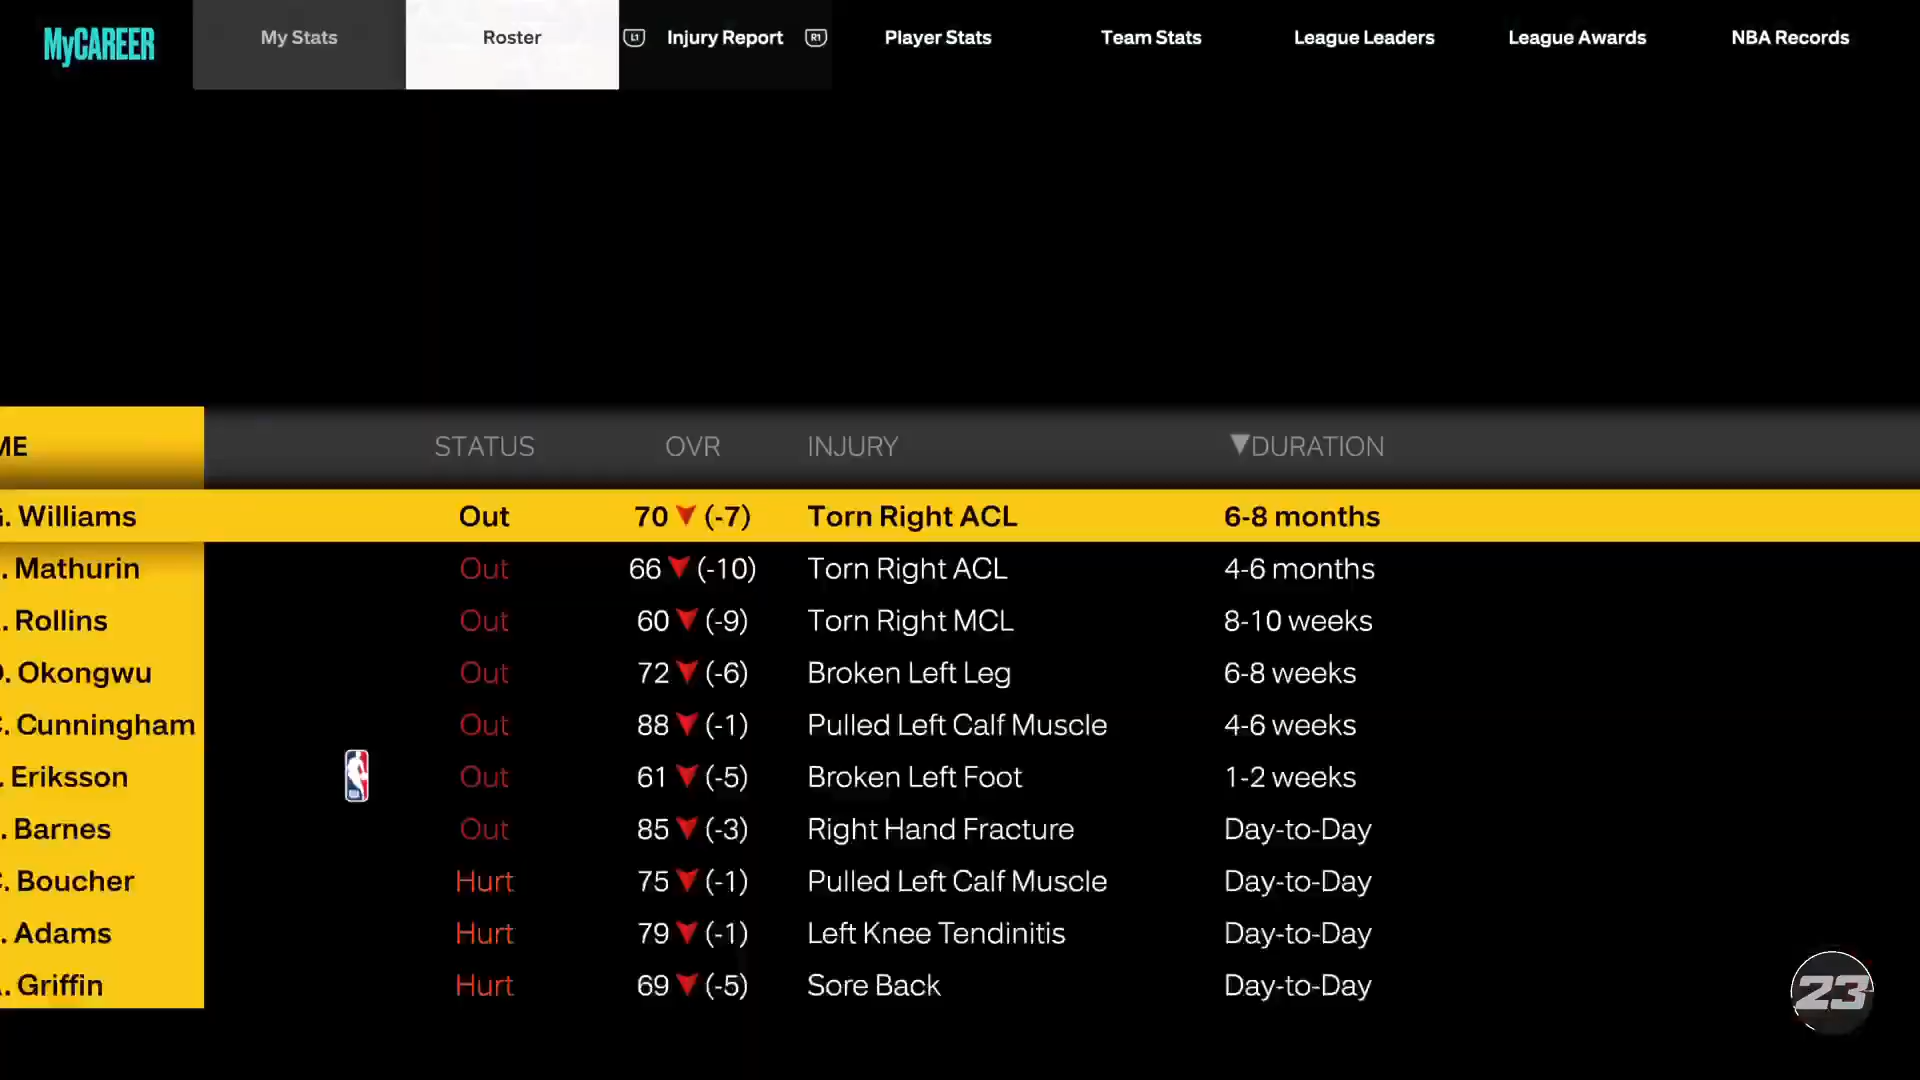 MyCAREER
My Stats
Roster
L1 Injury Report R1
Player Stats
Team Stats
League Leaders
League Awards
NBA Records
ME STATUS OVR INJURY ▼DURATION
G. Williams Out 70 (-7) Torn Right ACL 6-8 months
. Mathurin Out 66 (-10) Torn Right ACL 4-6 months
. Rollins Out 60 (-9) Torn Right MCL 8-10 weeks
O. Okongwu Out 72 (-6) Broken Left Leg 6-8 weeks
C. Cunningham Out 88 (-1) Pulled Left Calf Muscle 4-6 weeks
. Eriksson Out 61 (-5) Broken Left Foot 1-2 weeks
. Barnes Out 85 (-3) Right Hand Fracture Day-to-Day
C. Boucher Hurt 75 (-1) Pulled Left Calf Muscle Day-to-Day
. Adams Hurt 79 (-1) Left Knee Tendinitis Day-to-Day
. Griffin Hurt 69 (-5) Sore Back Day-to-Day
23